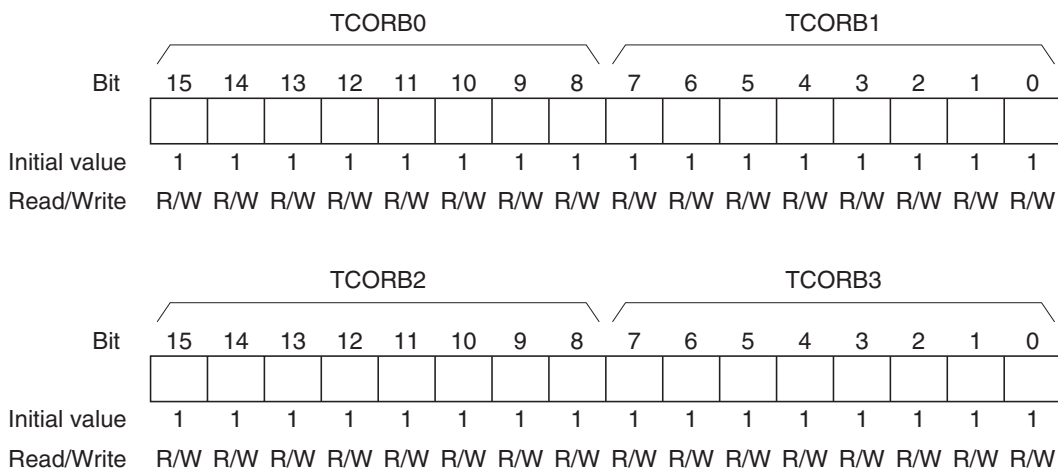 TCORB0 TCORB1
Bit 15 14 13 12 11 10 9 8 7 6 5 4 3 2 1 0
Initial value 1 1 1 1 1 1 1 1 1 1 1 1 1 1 1 1
Read/Write R/W R/W R/W R/W R/W R/W R/W R/W R/W R/W R/W R/W R/W R/W R/W R/W
TCORB2 TCORB3
Bit 15 14 13 12 11 10 9 8 7 6 5 4 3 2 1 0
Initial value 1 1 1 1 1 1 1 1 1 1 1 1 1 1 1 1
Read/Write R/W R/W R/W R/W R/W R/W R/W R/W R/W R/W R/W R/W R/W R/W R/W R/W